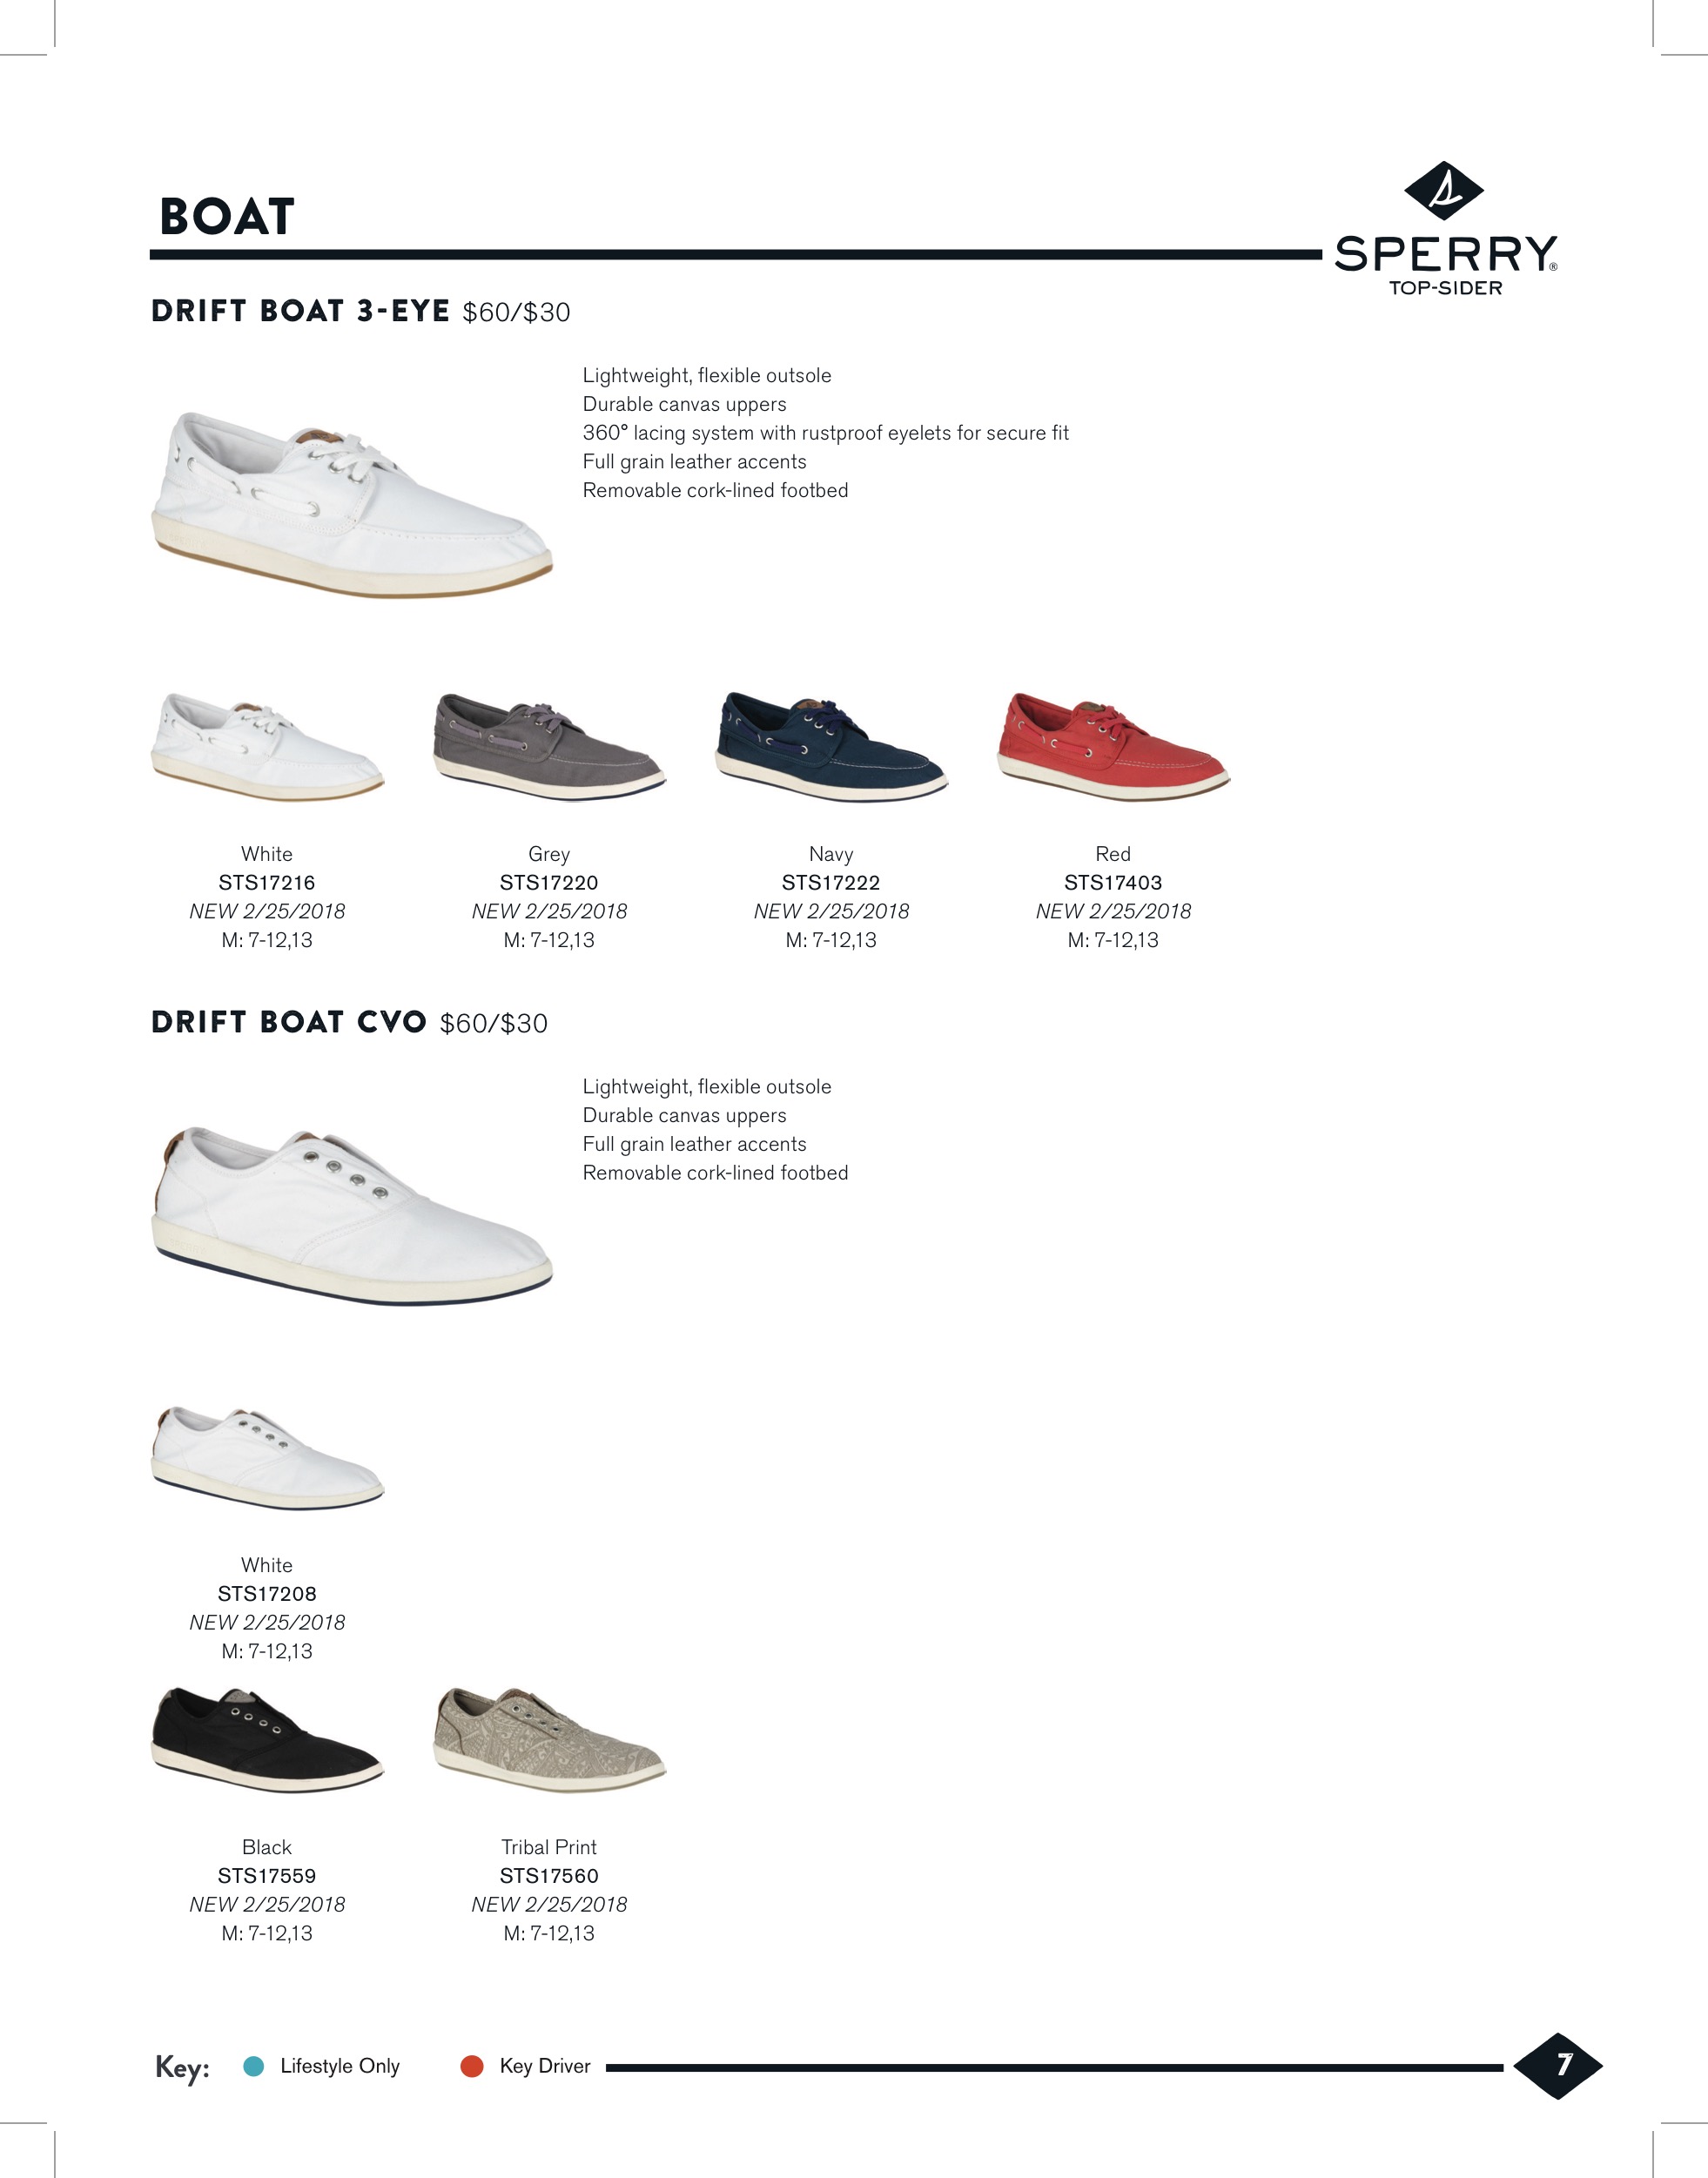 BOAT
SPERRY®
TOP-SIDER
DRIFT BOAT 3-EYE $60/$30
Lightweight, flexible outsole
Durable canvas uppers
360° lacing system with rustproof eyelets for secure fit
Full grain leather accents
Removable cork-lined footbed
White
STS17216
NEW 2/25/2018
M: 7-12,13
Grey
STS17220
NEW 2/25/2018
M: 7-12,13
Navy
STS17222
NEW 2/25/2018
M: 7-12,13
Red
STS17403
NEW 2/25/2018
M: 7-12,13
DRIFT BOAT CVO $60/$30
Lightweight, flexible outsole
Durable canvas uppers
Full grain leather accents
Removable cork-lined footbed
White
STS17208
NEW 2/25/2018
M: 7-12,13
Black
STS17559
NEW 2/25/2018
M: 7-12,13
Tribal Print
STS17560
NEW 2/25/2018
M: 7-12,13
Key: Lifestyle Only Key Driver
7